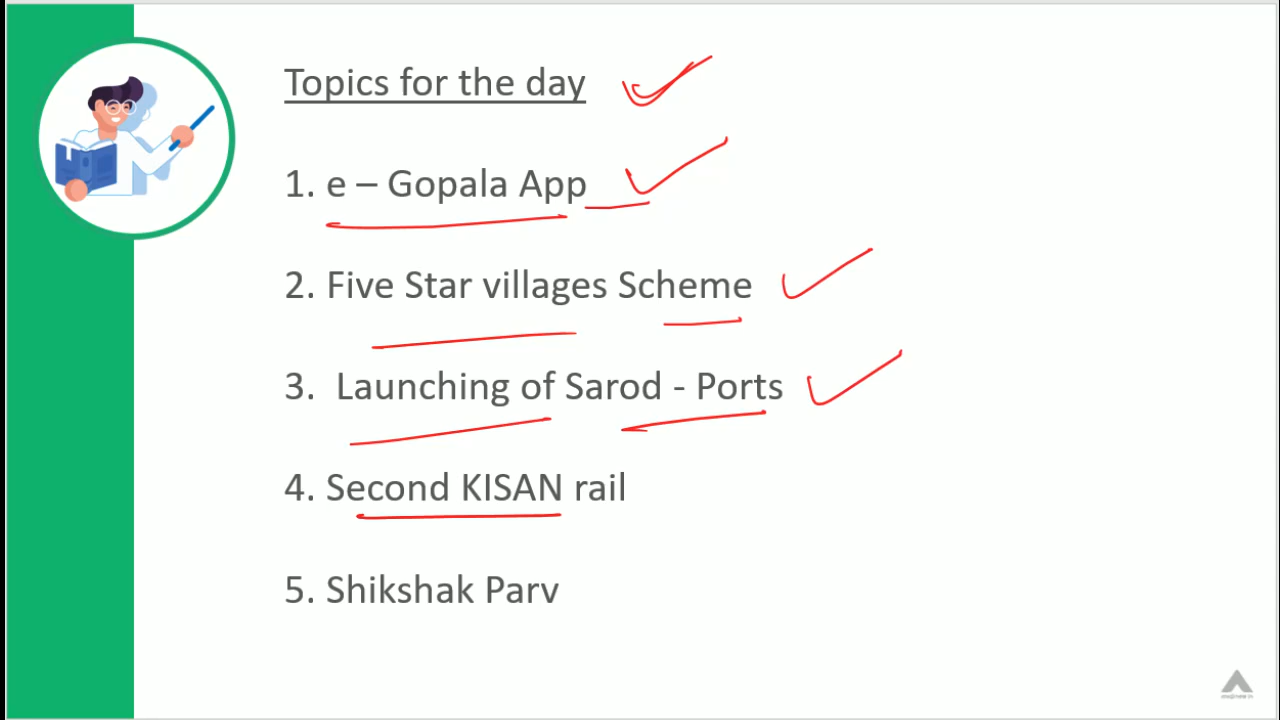 Topics for the day
1. e – Gopala App
2. Five Star villages Scheme
3. Launching of Sarod - Ports
4. Second KISAN rail
5. Shikshak Parv